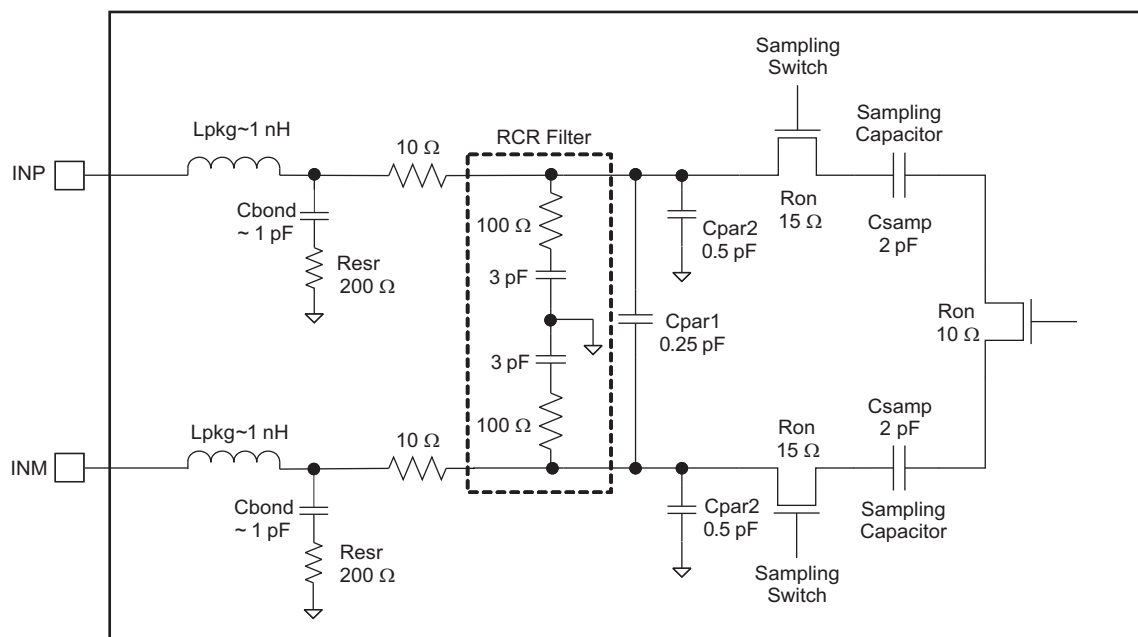 Sampling
Switch
Lpkg~1 nH
Sampling
Capacitor
RCR Filter
10 Ω
INP
Ron
15 Ω
Cbond
~ 1 pF
100 Ω
Cpar2
0.5 pF
Csamp
2 pF
Resr
200 Ω
3 pF
Ron
10 Ω
Cpar1
0.25 pF
3 pF
Csamp
2 pF
Lpkg~1 nH
100 Ω
Ron
15 Ω
10 Ω
INM
Cbond
~ 1 pF
Cpar2
0.5 pF
Sampling
Capacitor
Resr
200 Ω
Sampling
Switch